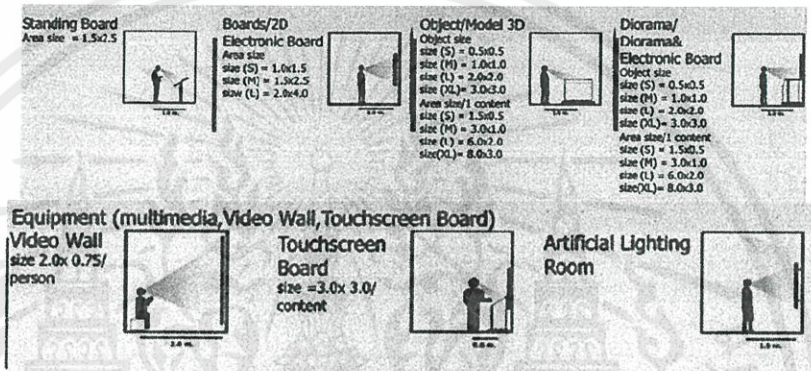 Standing Board
Area size = 1.5x2.5
Boards/2D
Electronic Board
Area size
size (S) = 1.0x1.5
size (M) = 1.5x2.5
sizw (L) = 2.0x4.0
Object/Model 3D
Object size
size (S) = 0.5x0.5
size (M) = 1.0x1.0
size (L) = 2.0x2.0
size (XL)= 3.0x3.0
Area size/1 content
size (S) = 1.5x0.5
size (M) = 3.0x1.0
size (L) = 6.0x2.0
size(XL)= 8.0x3.0
Diorama/
Diorama&
Electronic Board
Object size
size (S) = 0.5x0.5
size (M) = 1.0x1.0
size (L) = 2.0x2.0
size (XL)= 3.0x3.0
Area size/1 content
size (S) = 1.5x0.5
size (M) = 3.0x1.0
size (L) = 6.0x2.0
size(XL)= 8.0x3.0
Equipment (multimedia,Video Wall,Touchscreen Board)
Video Wall
size 2.0x 0.75/
person
2.0 m.
Touchscreen
Board
size =3.0x 3.0/
content
0.6 m.
Artificial Lighting
Room